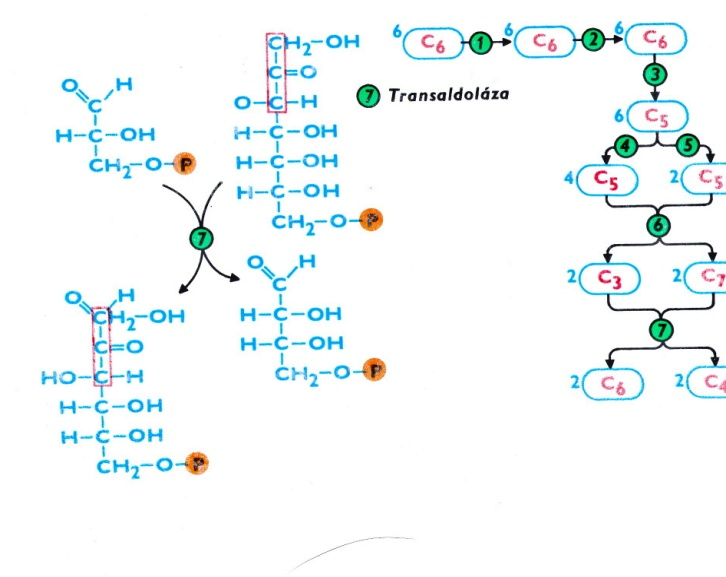 O H
C
H-C-OH
CH2-O-P
CH2-OH
C=O
O-C-H
H-C-OH
H-C-OH
H-C-OH
CH2-O-P
7
O H
CH2-OH
C=O
HO-C-H
H-C-OH
H-C-OH
CH2-O-P
O H
C
H-C-OH
H-C-OH
CH2-O-P
7 Transaldoláza
6 C6 1 6 C6 2 6 C6
3
6 C5
4 5
4 C5 2 C5
6
2 C3 2 C7
7
2 C6 2 C4